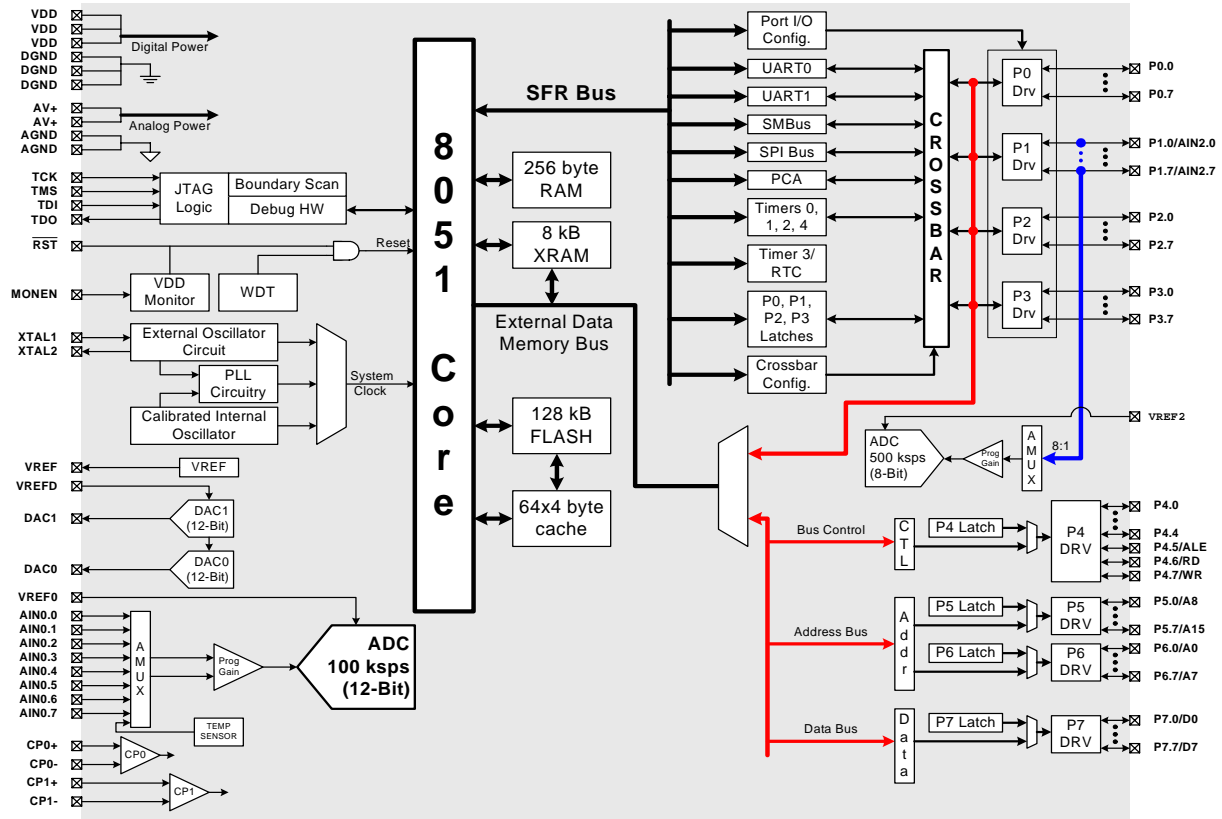 VDD
VDD
VDD
Digital Power
DGND
DGND
DGND
AV+
AV+
Analog Power
AGND
AGND
TCK
TMS
TDI
TDO
JTAG
Logic
Boundary Scan
Debug HW
RST
Reset
MONEN
VDD
Monitor
WDT
XTAL1
XTAL2
External Oscillator
Circuit
PLL
Circuitry
Calibrated Internal
Oscillator
System
Clock
VREF
VREF
VREFD
DAC1
DAC1
(12-Bit)
DAC0
DAC0
(12-Bit)
VREF0
AIN0.0
AIN0.1
AIN0.2
AIN0.3
AIN0.4
AIN0.5
AIN0.6
AIN0.7
AMUX
Prog
Gain
ADC
100 ksps
(12-Bit)
TEMP
SENSOR
CP0+
CP0-
CP0
CP1+
CP1-
CP1
8051 Core
SFR Bus
256 byte
RAM
8 kB
XRAM
External Data
Memory Bus
128 kB
FLASH
64x4 byte
cache
Port I/O
Config.
UART0
UART1
SMBus
SPI Bus
PCA
Timers 0,
1, 2, 4
Timer 3/
RTC
P0, P1,
P2, P3
Latches
Crossbar
Config.
CROSSBAR
P0
Drv
P1
Drv
P2
Drv
P3
Drv
P0.0
P0.7
P1.0/AIN2.0
P1.7/AIN2.7
P2.0
P2.7
P3.0
P3.7
VREF2
ADC
500 ksps
(8-Bit)
Prog
Gain
AMUX
8:1
Bus Control
CTL
P4 Latch
P4
DRV
P4.0
P4.4
P4.5/ALE
P4.6/RD
P4.7/WR
Address Bus
Addr
P5 Latch
P5
DRV
P5.0/A8
P5.7/A15
P6 Latch
P6
DRV
P6.0/A0
P6.7/A7
Data Bus
Data
P7 Latch
P7
DRV
P7.0/D0
P7.7/D7